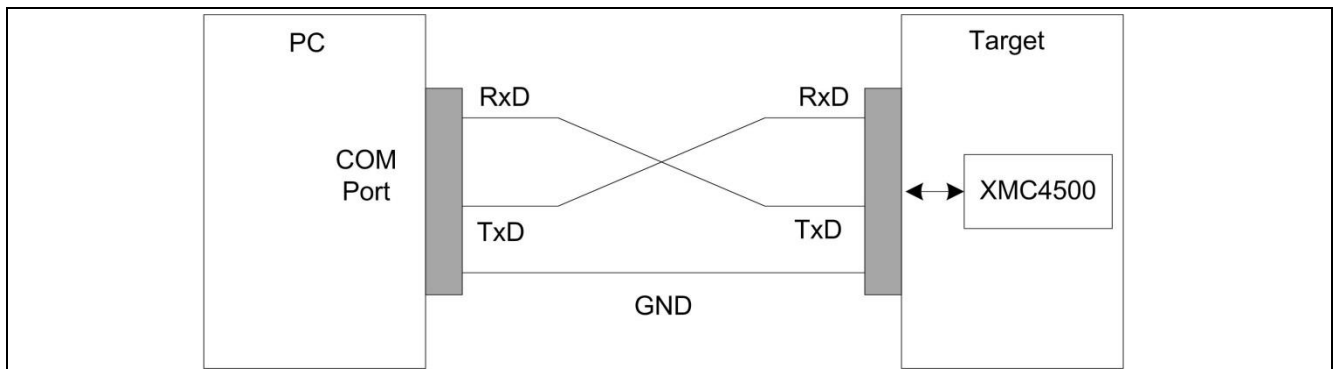 PC
Target
RxD
RxD
COM
Port
XMC4500
TxD
TxD
GND